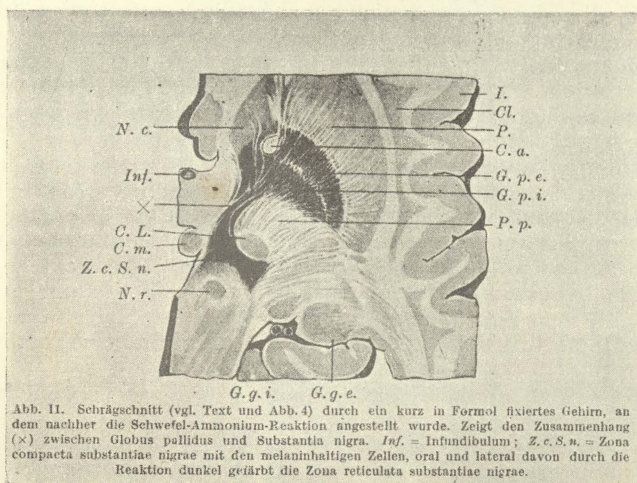 N. c.
Inf.
×
C. L.
C. m.
Z. c. S. n.
N. r.
I.
Cl.
P.
C. a.
G. p. e.
G. p. i.
P. p.
G. g. i. G. g. e.
Abb. 11. Schrägschnitt (vgl. Text und Abb. 4) durch ein kurz in Formol fixiertes Gehirn, an
dem nachher die Schwefel-Ammonium-Reaktion angestellt wurde. Zeigt den Zusammenhang
(×) zwischen Globus pallidus und Substantia nigra. Inf. = Infundibulum; Z. c. S. n. = Zona
compacta substantiae nigrae mit den melaninhaltigen Zellen, oral und lateral davon durch die
Reaktion dunkel gefärbt die Zona reticulata substantiae nigrae.